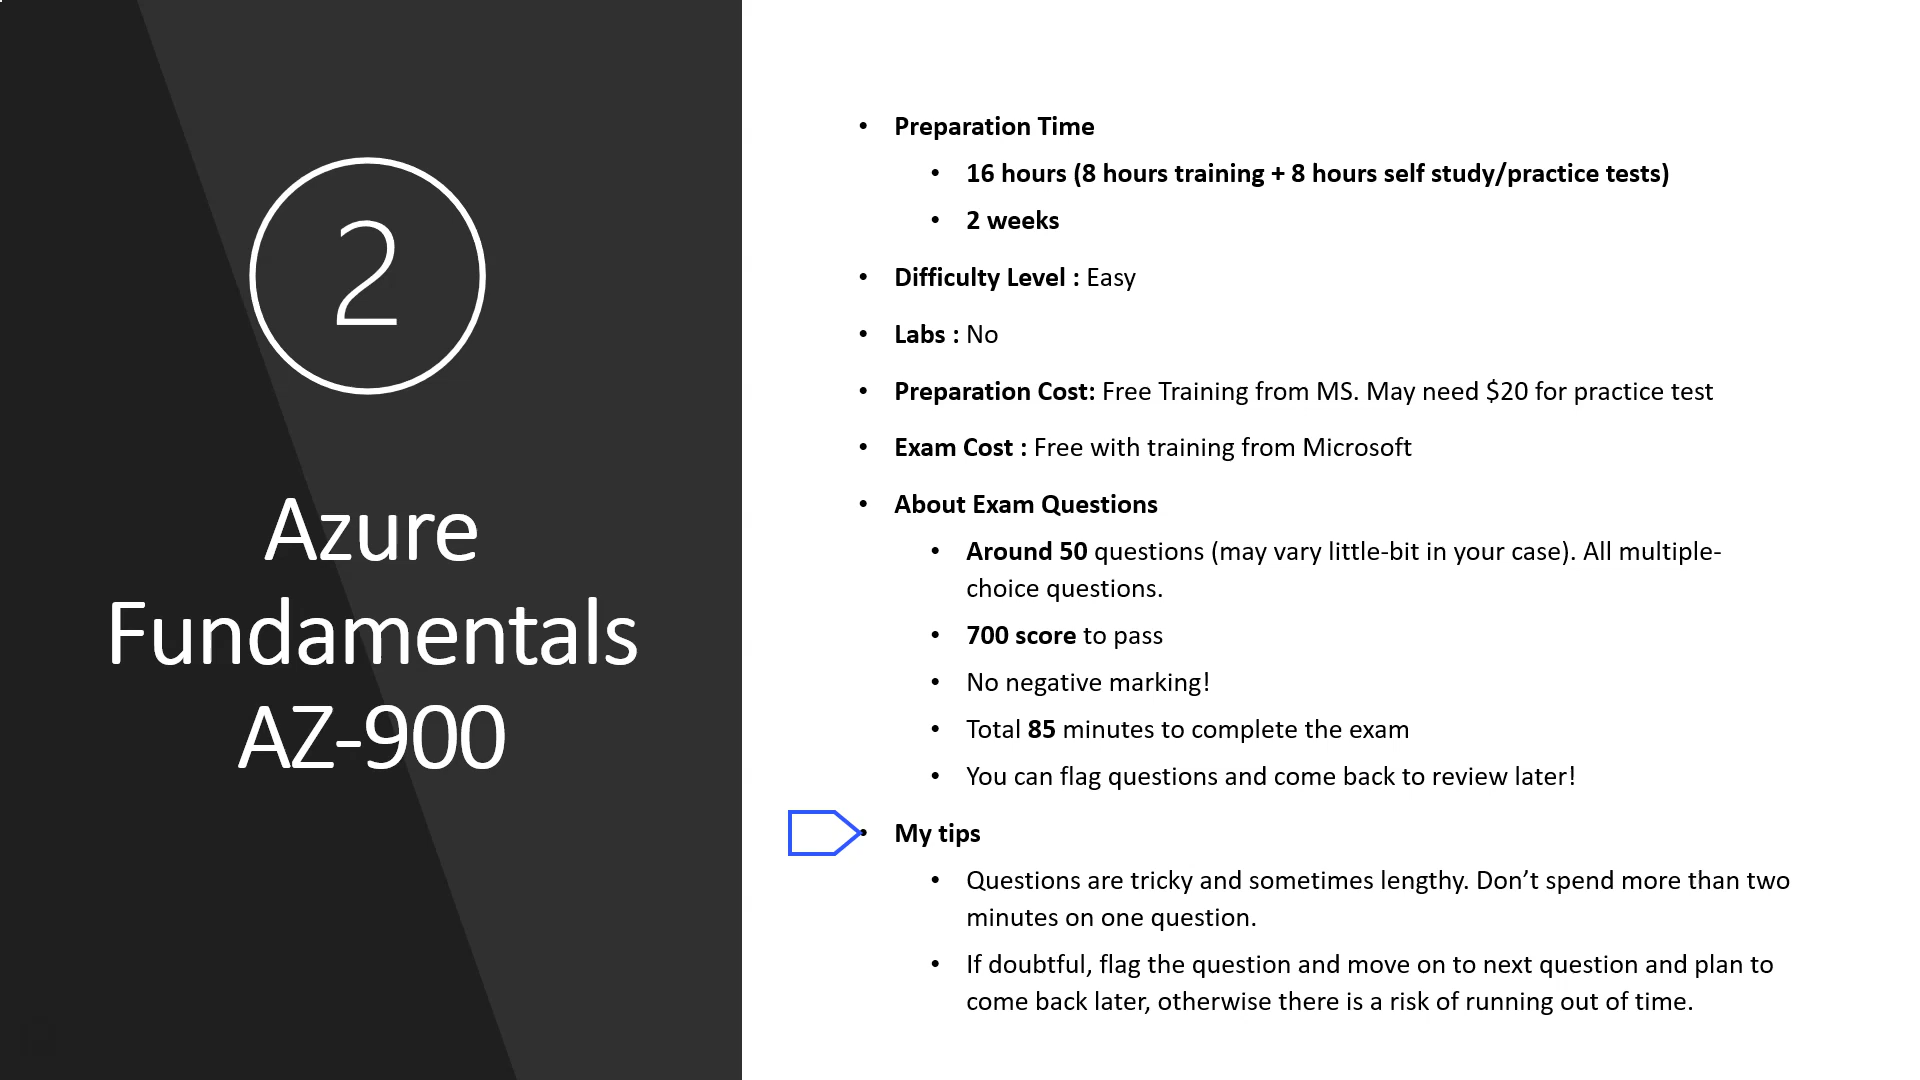 2
Azure
Fundamentals
AZ-900
• Preparation Time
• 16 hours (8 hours training + 8 hours self study/practice tests)
• 2 weeks
• Difficulty Level : Easy
• Labs : No
• Preparation Cost: Free Training from MS. May need $20 for practice test
• Exam Cost : Free with training from Microsoft
• About Exam Questions
• Around 50 questions (may vary little-bit in your case). All multiple-
choice questions.
• 700 score to pass
• No negative marking!
• Total 85 minutes to complete the exam
• You can flag questions and come back to review later!
• My tips
• Questions are tricky and sometimes lengthy. Don’t spend more than two
minutes on one question.
• If doubtful, flag the question and move on to next question and plan to
come back later, otherwise there is a risk of running out of time.